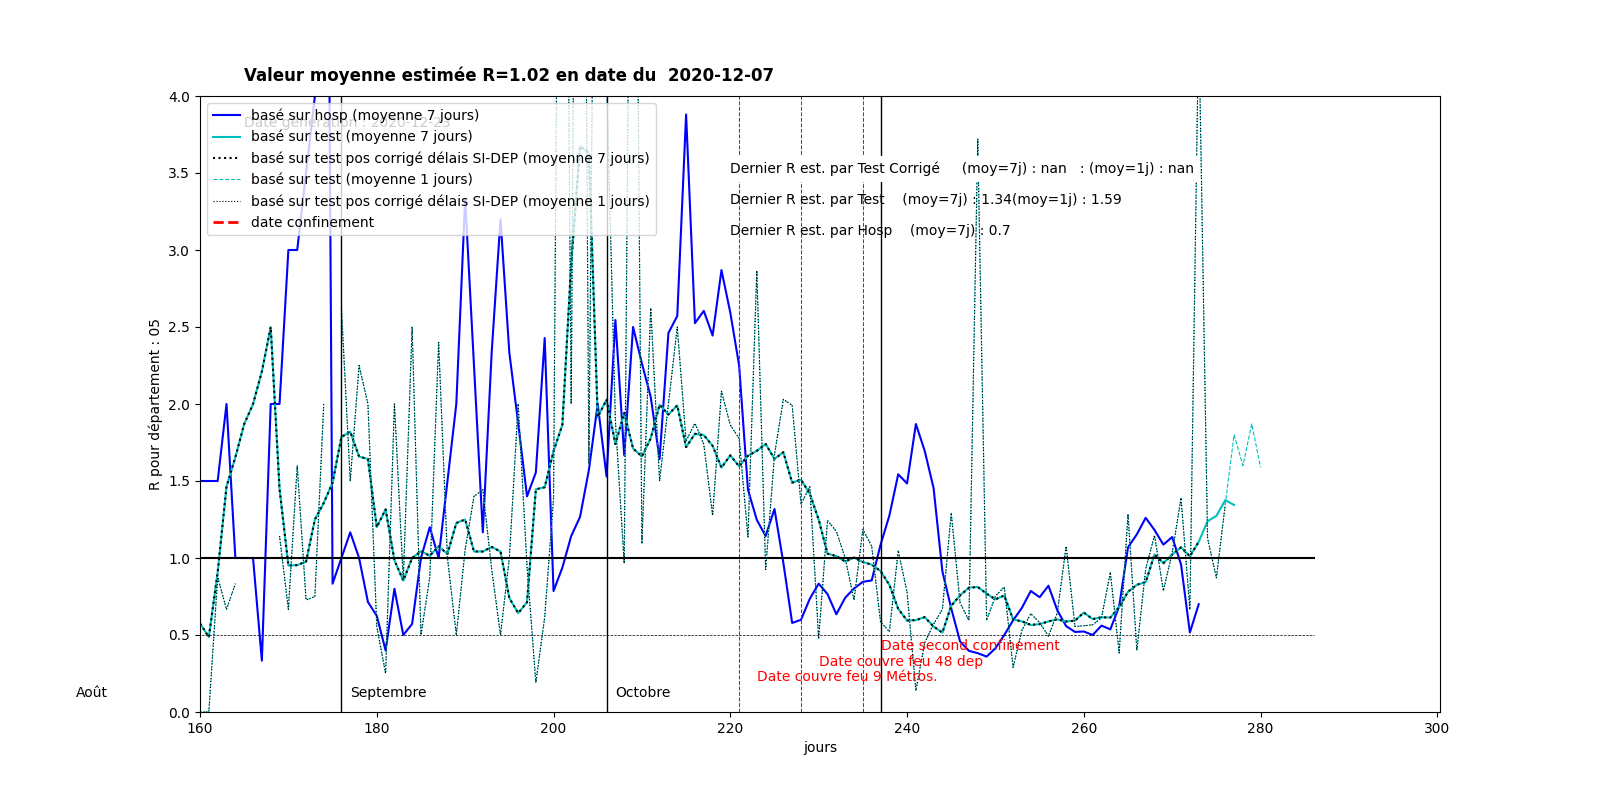 Valeur moyenne estimée R=1.02 en date du  2020-12-07
4.0
3.5
3.0
2.5
2.0
1.5
1.0
0.5
0.0
R pour département : 05
Date génération : 2020-12-23
basé sur hosp (moyenne 7 jours)
basé sur test (moyenne 7 jours)
basé sur test pos corrigé délais SI-DEP (moyenne 7 jours)
basé sur test (moyenne 1 jours)
basé sur test pos corrigé délais SI-DEP (moyenne 1 jours)
date confinement
Dernier R est. par Test Corrigé     (moy=7j) : nan   : (moy=1j) : nan
Dernier R est. par Test    (moy=7j) : 1.34(moy=1j) : 1.59
Dernier R est. par Hosp    (moy=7j) : 0.7
Date second confinement
Date couvre feu 48 dep
Date couvre feu 9 Métros.
Août
Septembre
Octobre
160 180 200 220 240 260 280 300
jours